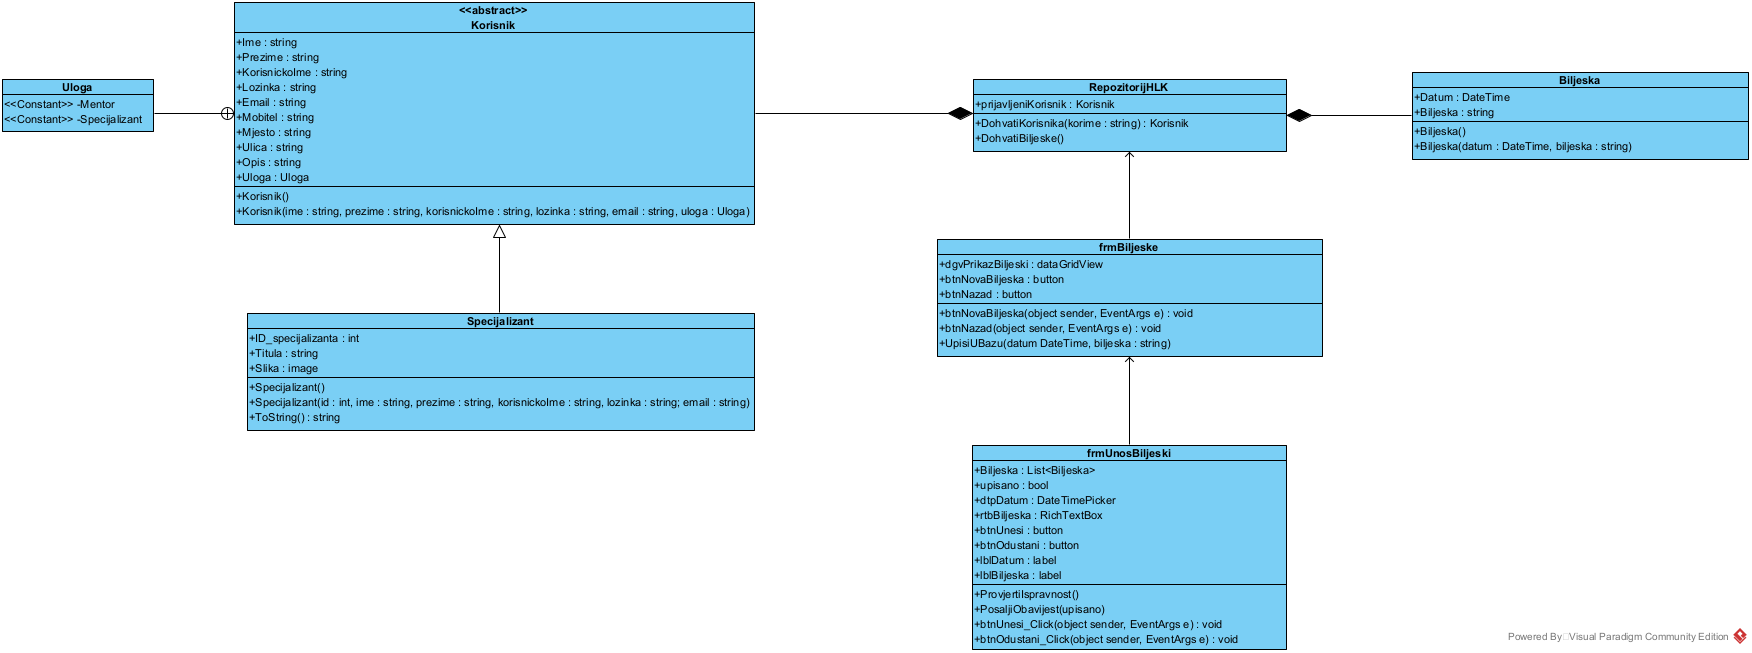 Uloga
<<Constant>> -Mentor
<<Constant>> -Specijalizant
<<abstract>>
Korisnik
+Ime : string
+Prezime : string
+KorisnickoIme : string
+Lozinka : string
+Email : string
+Mobitel : string
+Mjesto : string
+Ulica : string
+Opis : string
+Uloga : Uloga
+Korisnik()
+Korisnik(ime : string, prezime : string, korisnickoIme : string, lozinka : string, email : string, uloga : Uloga)
Specijalizant
+ID_specijalizanta : int
+Titula : string
+Slika : image
+Specijalizant()
+Specijalizant(id : int, ime : string, prezime : string, korisnickoIme : string, lozinka : string; email : string)
+ToString() : string
RepozitorijHLK
+prijavljeniKorisnik : Korisnik
+DohvatiKorisnika(korime : string) : Korisnik
+DohvatiBiljeske()
Biljeska
+Datum : DateTime
+Biljeska : string
+Biljeska()
+Biljeska(datum : DateTime, biljeska : string)
frmBiljeske
+dgvPrikazBiljeski : dataGridView
+btnNovaBiljeska : button
+btnNazad : button
+btnNovaBiljeska(object sender, EventArgs e) : void
+btnNazad(object sender, EventArgs e) : void
+UpisiUBazu(datum DateTime, biljeska : string)
frmUnosBiljeski
+Biljeska : List<Biljeska>
+upisano : bool
+dtpDatum : DateTimePicker
+rtbBiljeska : RichTextBox
+btnUnesi : button
+btnOdustani : button
+lblDatum : label
+lblBiljeska : label
+ProvjertiIspravnost()
+PosaljiObavijest(upisano)
+btnUnesi_Click(object sender, EventArgs e) : void
+btnOdustani_Click(object sender, EventArgs e) : void
Powered By Visual Paradigm Community Edition